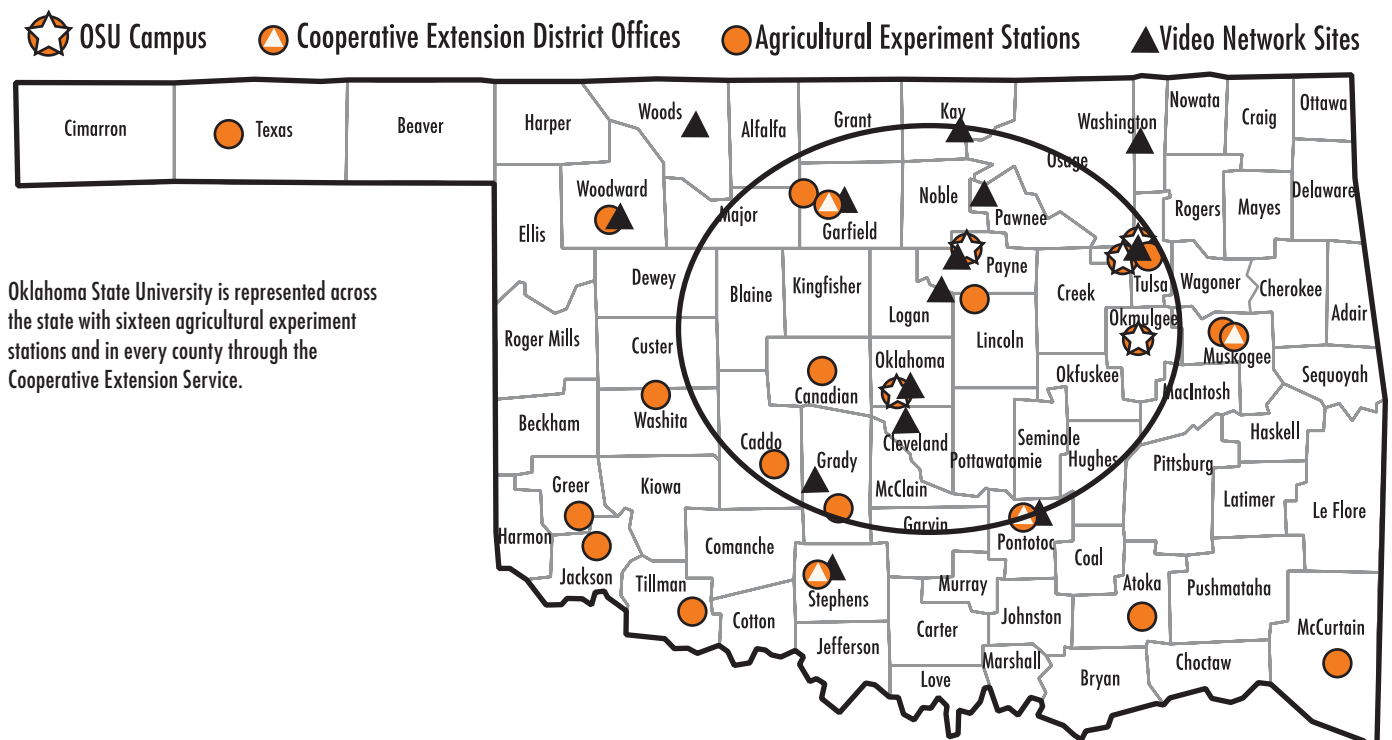 OSU Campus Cooperative Extension District Offices Agricultural Experiment Stations Video Network Sites
Cimarron
Texas
Beaver
Harper
Woods
Alfalfa
Grant
Kay
Washington
Nowata
Craig
Ottawa
Osage
Woodward
Ellis
Major
Garfield
Noble
Pawnee
Rogers
Mayes
Delaware
Oklahoma State University is represented across
the state with sixteen agricultural experiment
stations and in every county through the
Cooperative Extension Service.
Dewey
Blaine
Kingfisher
Logan
Payne
Creek
Tulsa
Wagoner
Cherokee
Adair
Roger Mills
Custer
Canadian
Oklahoma
Lincoln
Okmulgee
Okfuskee
Muskogee
MacIntosh
Sequoyah
Beckham
Washita
Caddo
Grady
Cleveland
McClain
Pottawatomie
Seminole
Hughes
Pittsburg
Haskell
Latimer
Le Flore
Greer
Kiowa
Harmon
Jackson
Comanche
Garvin
Pontotoc
Coal
Tillman
Stephens
Murray
Johnston
Atoka
Pushmataha
McCurtain
Cotton
Jefferson
Carter
Love
Marshall
Bryan
Choctaw